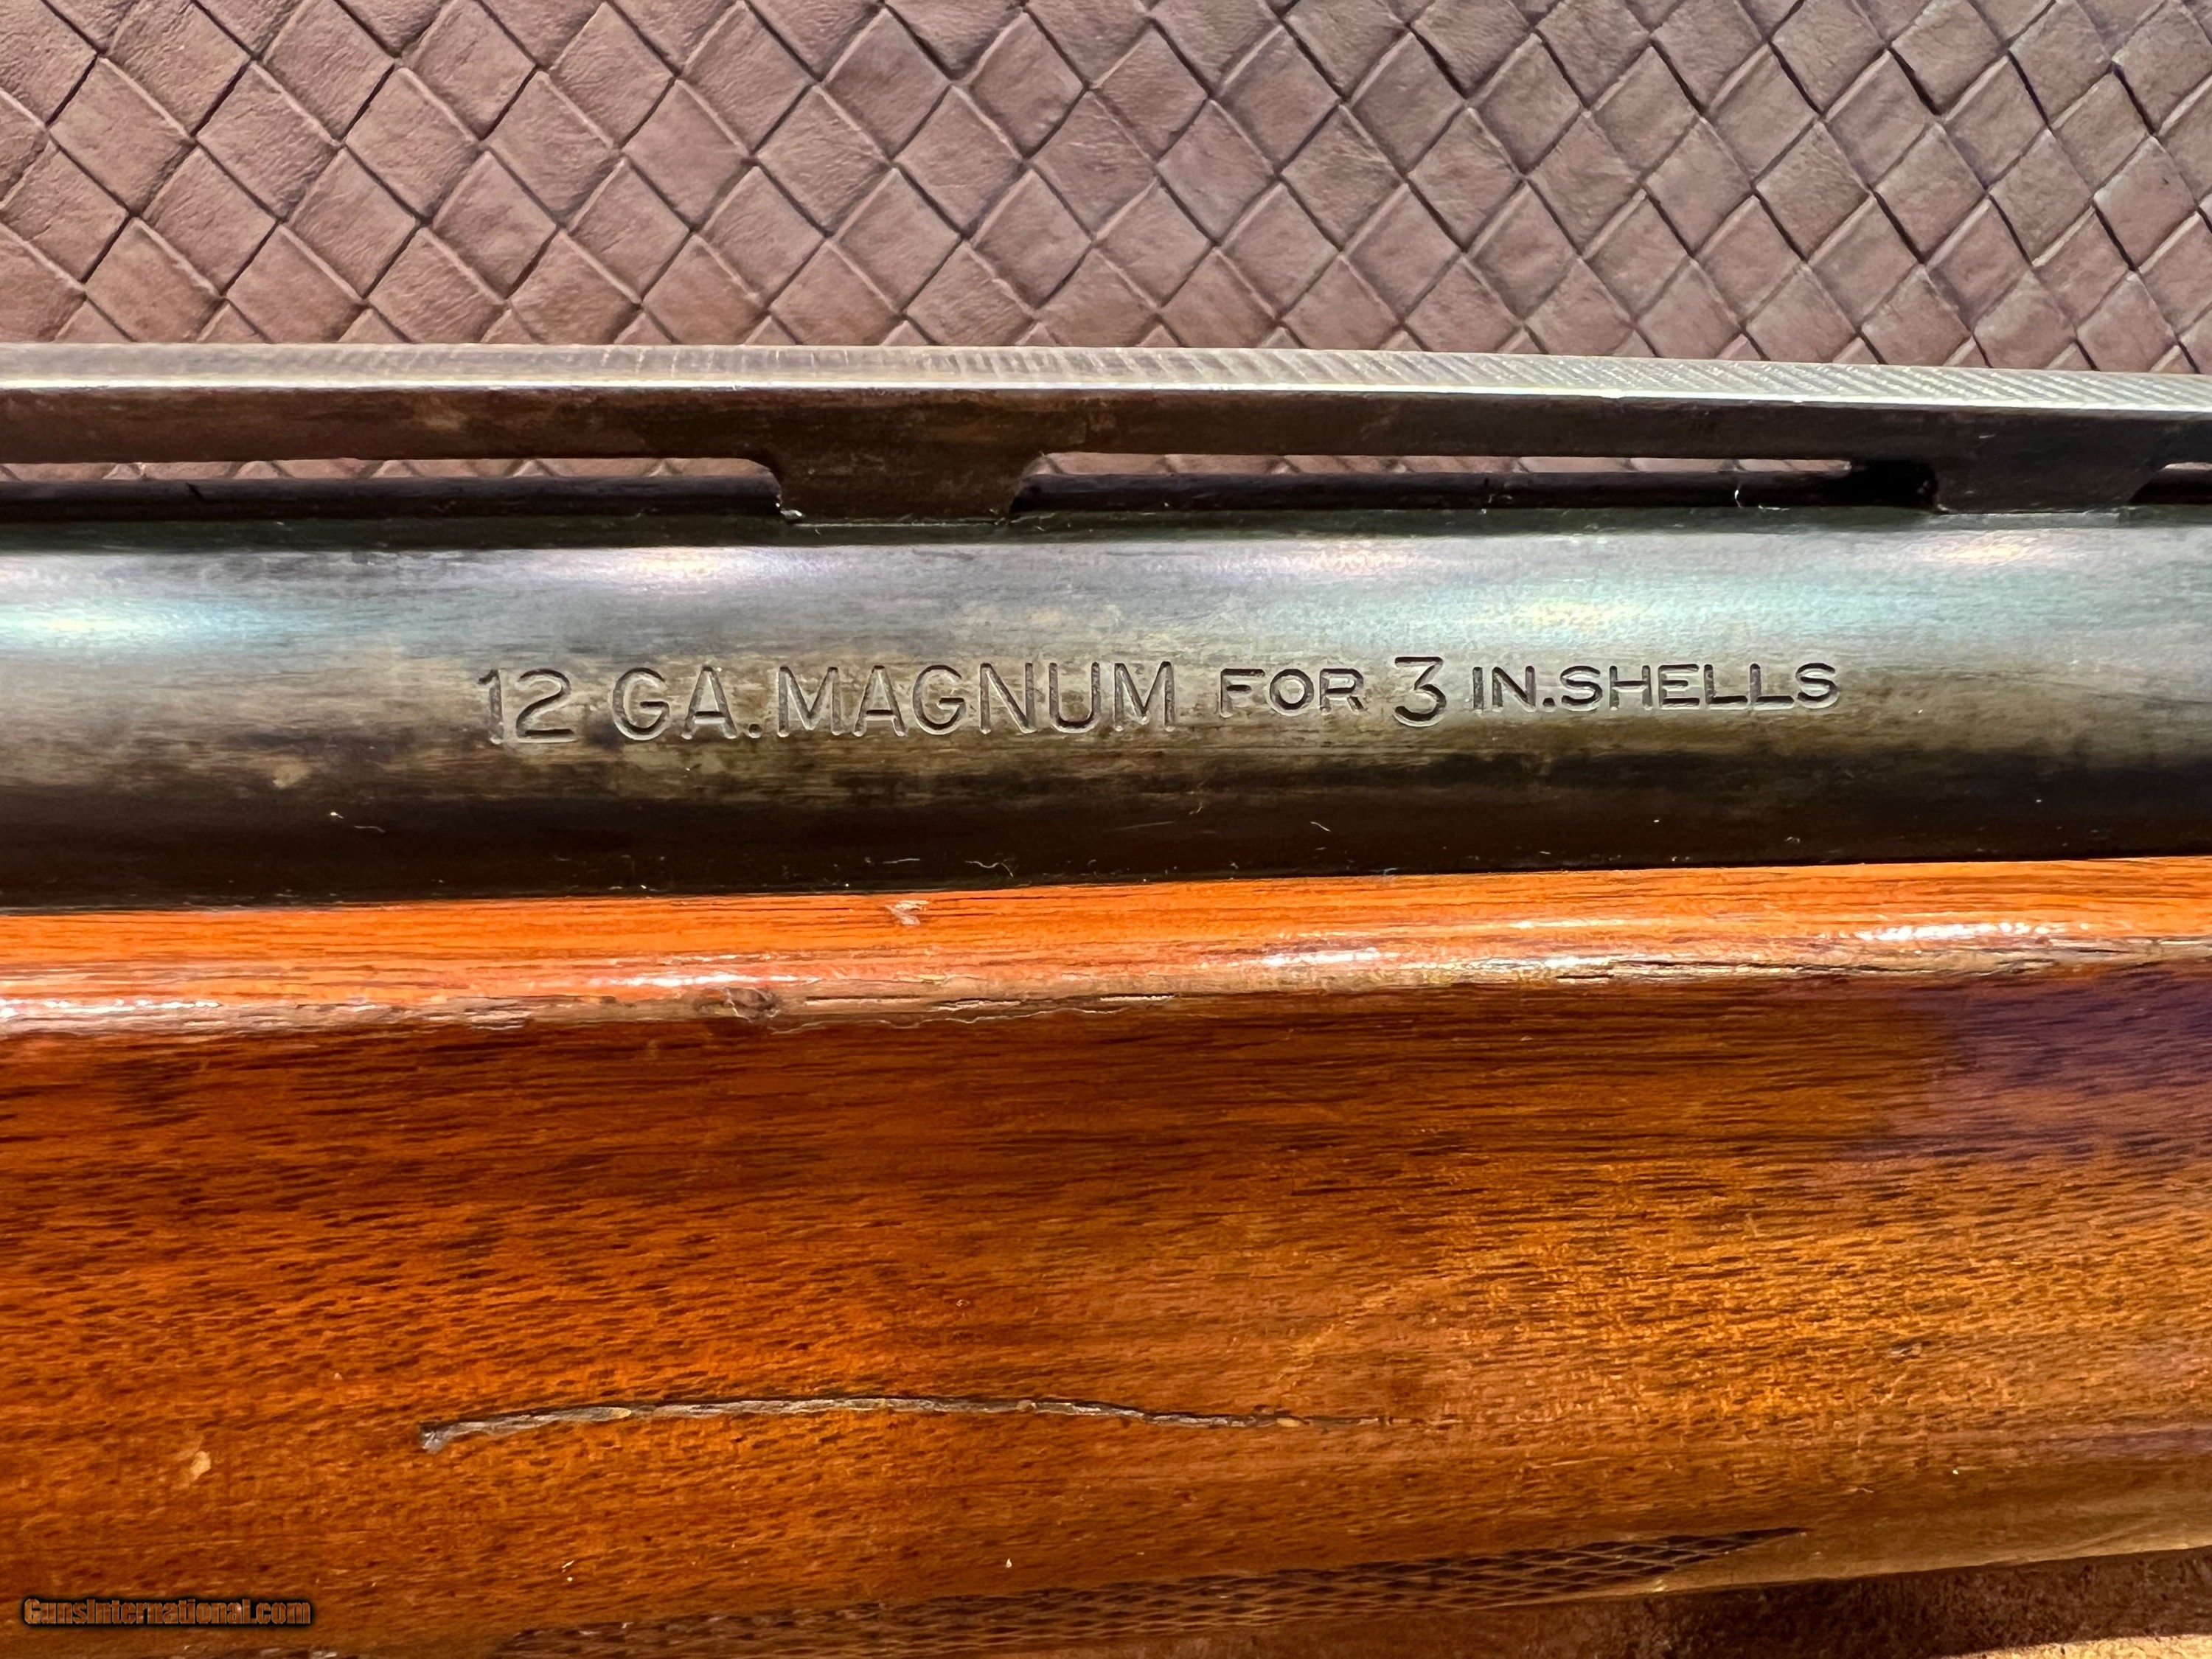 12 GA. MAGNUM FOR 3 IN. SHELLS
GunsInternational.com